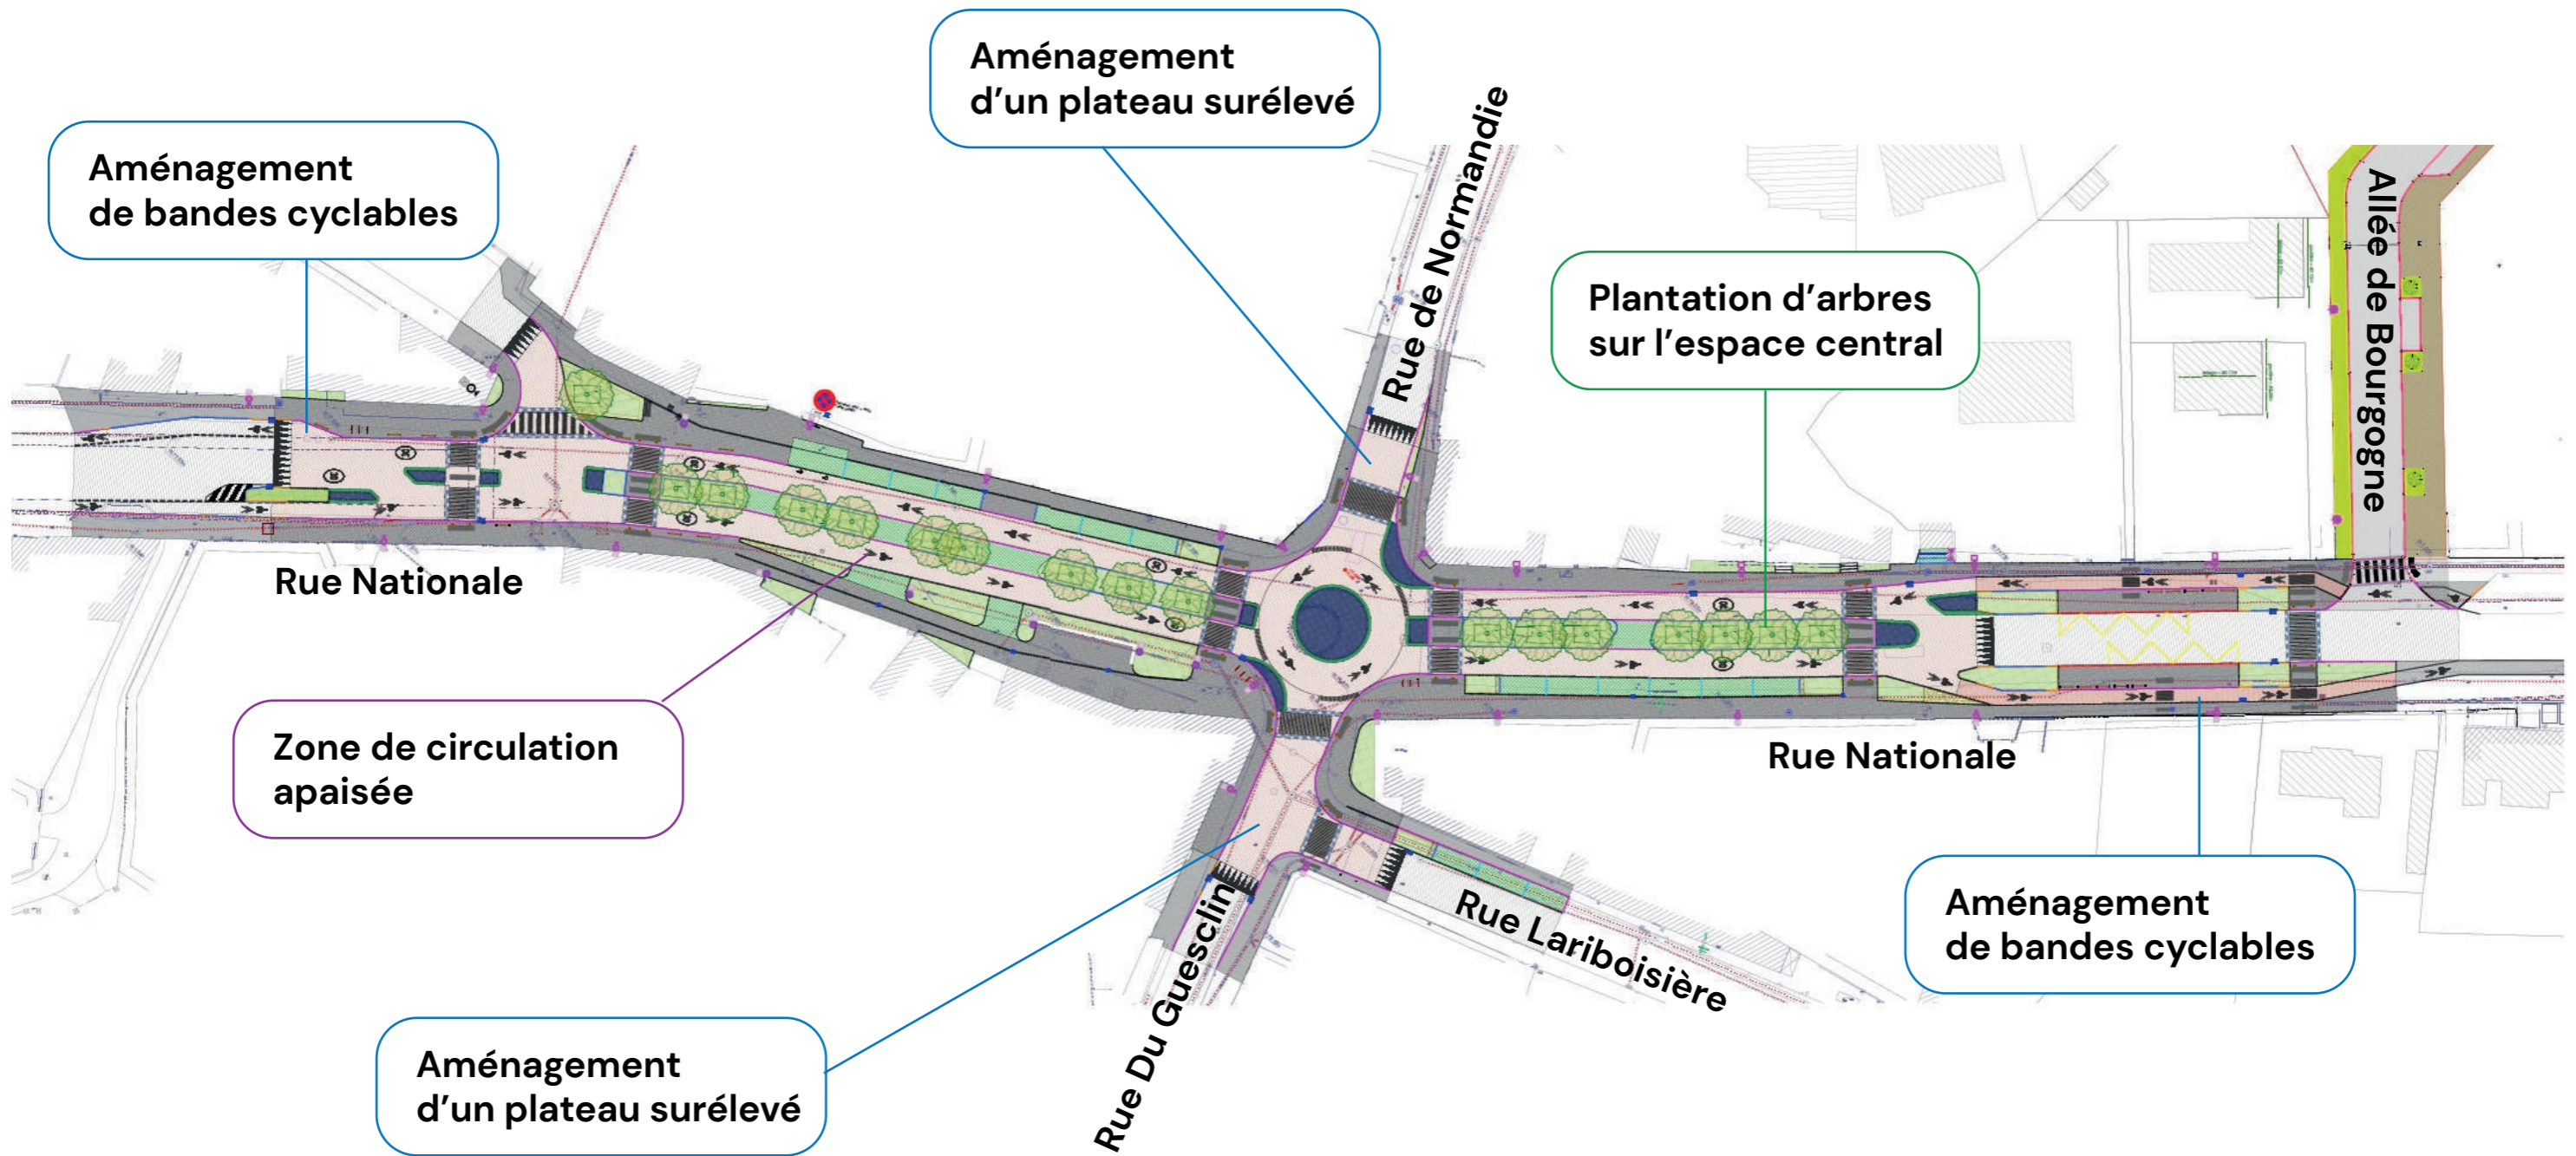 Aménagement
d’un plateau surélevé
Aménagement
de bandes cyclables
Rue de Normandie
Allée de Bourgogne
Plantation d’arbres
sur l’espace central
Rue Nationale
Zone de circulation
apaisée
Rue Nationale
Aménagement
de bandes cyclables
Rue Lariboisière
Rue Du Guesclin
Aménagement
d’un plateau surélevé